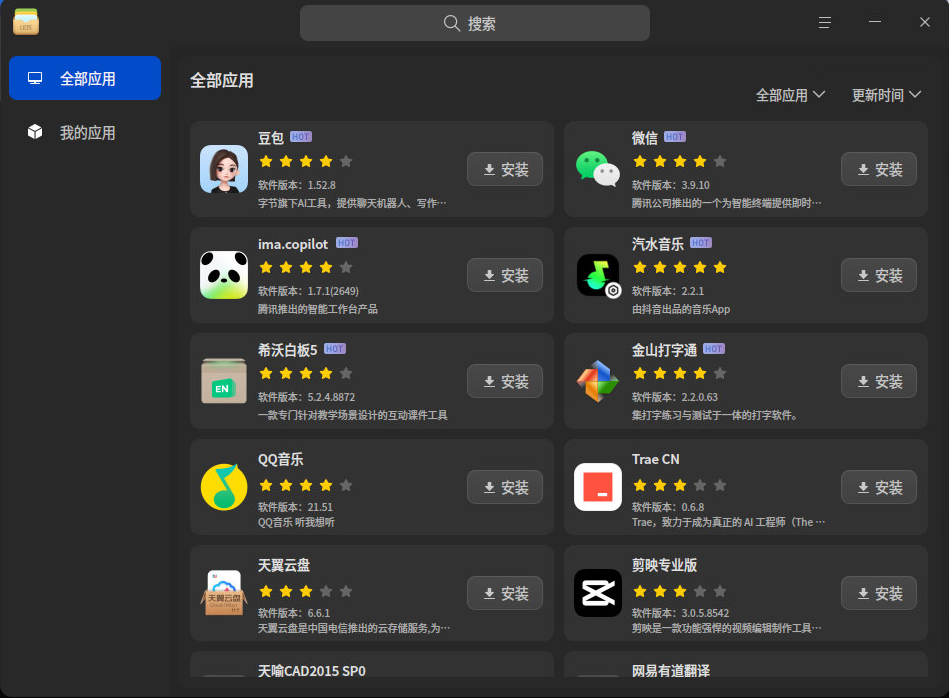 UOS
搜索
全部应用
我的应用
全部应用
全部应用
更新时间
豆包 HOT
软件版本：1.52.8
字节旗下AI工具，提供聊天机器人、写作···
安装
微信 HOT
软件版本：3.9.10
腾讯公司推出的一个为智能终端提供即时···
安装
ima.copilot HOT
软件版本：1.7.1(2649)
腾讯推出的智能工作台产品
安装
汽水音乐 HOT
软件版本：2.2.1
由抖音出品的音乐App
安装
EN
希沃白板5 HOT
软件版本：5.2.4.8872
一款专门针对教学场景设计的互动课件工具
安装
金山打字通 HOT
软件版本：2.2.0.63
集打字练习与测试于一体的打字软件。
安装
QQ音乐
软件版本：21.51
QQ音乐 听我想听
安装
Trae CN
软件版本：0.6.8
Trae，致力于成为真正的 AI 工程师（The ···
安装
天翼云盘
天翼云盘
软件版本：6.6.1
天翼云盘是中国电信推出的云存储服务,为···
安装
剪映专业版
软件版本：3.0.5.8542
剪映是一款功能强悍的视频编辑制作工具···
安装
天喻CAD2015 SP0
网易有道翻译